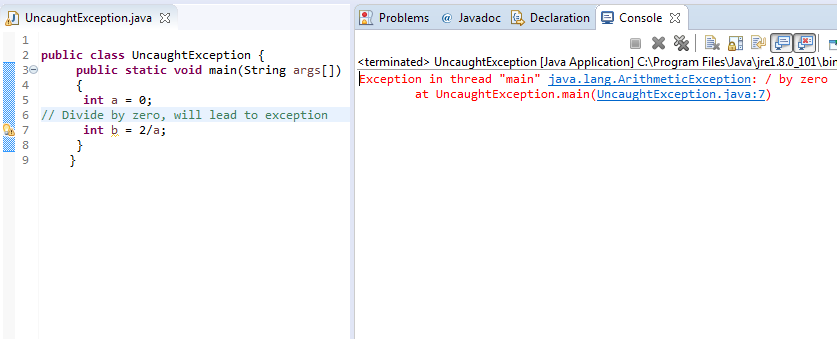 UncaughtException.java
1
2 public class UncaughtException {
3 public static void main(String args[])
4 {
5 int a = 0;
6 // Divide by zero, will lead to exception
7 int b = 2/a;
8 }
9 }
Problems @ Javadoc Declaration Console
<terminated> UncaughtException [Java Application] C:\Program Files\Java\jre1.8.0_101\bin
Exception in thread "main" java.lang.ArithmeticException: / by zero
at UncaughtException.main(UncaughtException.java:7)